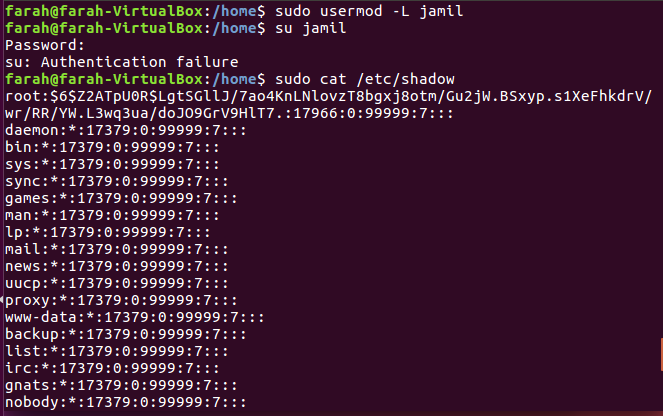 farah@farah-VirtualBox:/home$ sudo usermod -L jamil
farah@farah-VirtualBox:/home$ su jamil
Password:
su: Authentication failure
farah@farah-VirtualBox:/home$ sudo cat /etc/shadow
root:$6$Z2ATpU0R$LgtSGllJ/7ao4KnLNlovzT8bgxj8otm/Gu2jW.BSxyp.s1XeFhkdrV/
wr/RR/YW.L3wq3ua/doJO9GrV9HlT7.:17966:0:99999:7:::
daemon:*:17379:0:99999:7:::
bin:*:17379:0:99999:7:::
sys:*:17379:0:99999:7:::
sync:*:17379:0:99999:7:::
games:*:17379:0:99999:7:::
man:*:17379:0:99999:7:::
lp:*:17379:0:99999:7:::
mail:*:17379:0:99999:7:::
news:*:17379:0:99999:7:::
uucp:*:17379:0:99999:7:::
proxy:*:17379:0:99999:7:::
www-data:*:17379:0:99999:7:::
backup:*:17379:0:99999:7:::
list:*:17379:0:99999:7:::
irc:*:17379:0:99999:7:::
gnats:*:17379:0:99999:7:::
nobody:*:17379:0:99999:7:::